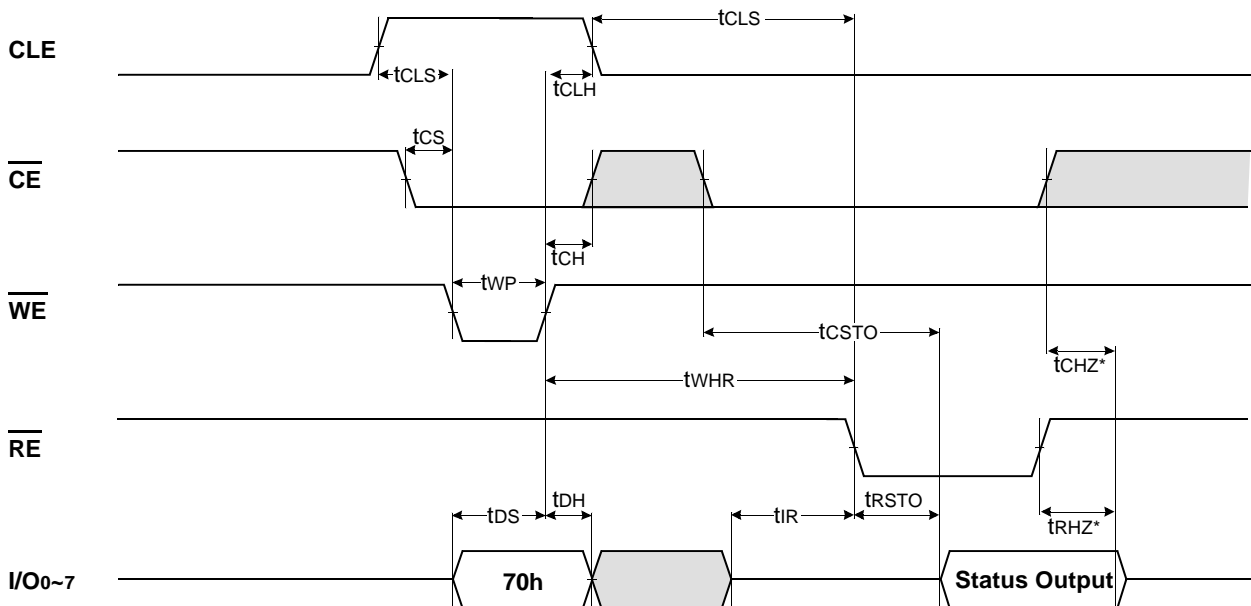 tCLS
CLE
tCLS
tCLH
tCS
CE
tCH
tWP
WE
tCSTO
tCHZ*
tWHR
RE
tDH
tRSTO
tDS
tIR
tRHZ*
I/O0~7
70h
Status Output